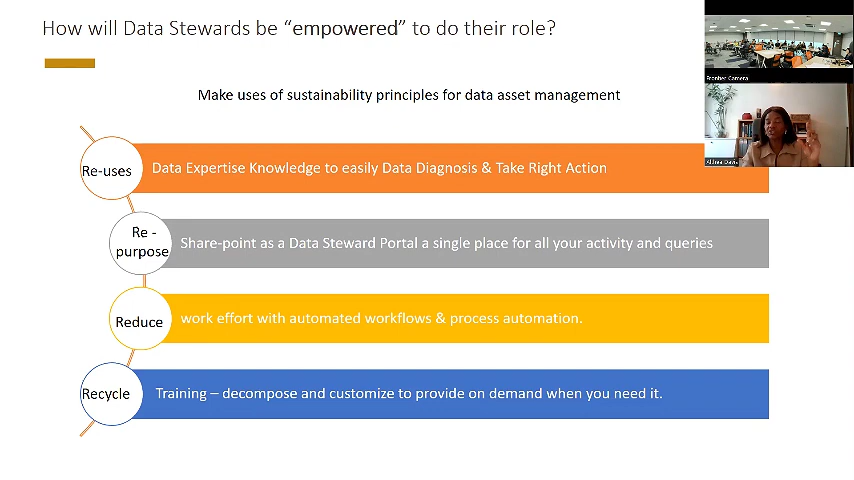 How will Data Stewards be “empowered” to do their role?
Make uses of sustainability principles for data asset management
Re-uses
Data Expertise Knowledge to easily Data Diagnosis & Take Right Action
Re -
purpose
Share-point as a Data Steward Portal a single place for all your activity and queries
Reduce
work effort with automated workflows & process automation.
Recycle
Training – decompose and customize to provide on demand when you need it.
Fronter Camera